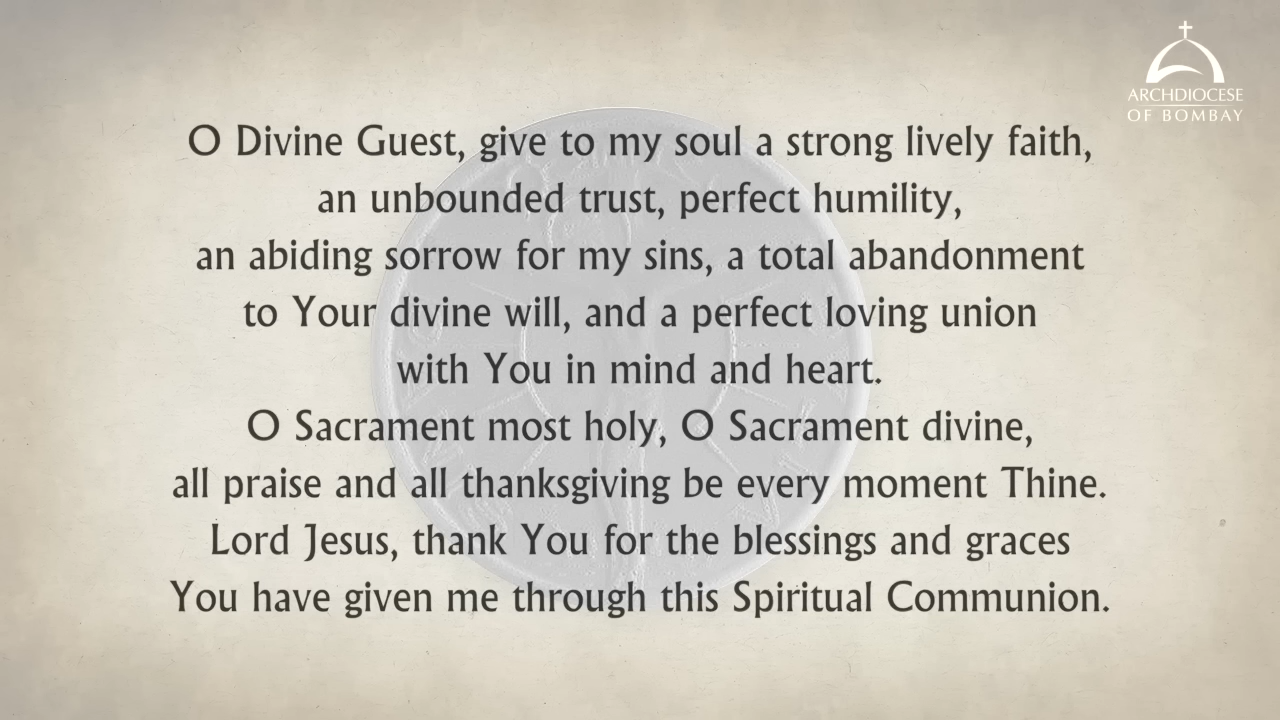 ARCHDIOCESE
OF BOMBAY
O Divine Guest, give to my soul a strong lively faith,
an unbounded trust, perfect humility,
an abiding sorrow for my sins, a total abandonment
to Your divine will, and a perfect loving union
with You in mind and heart.
O Sacrament most holy, O Sacrament divine,
all praise and all thanksgiving be every moment Thine.
Lord Jesus, thank You for the blessings and graces
You have given me through this Spiritual Communion.